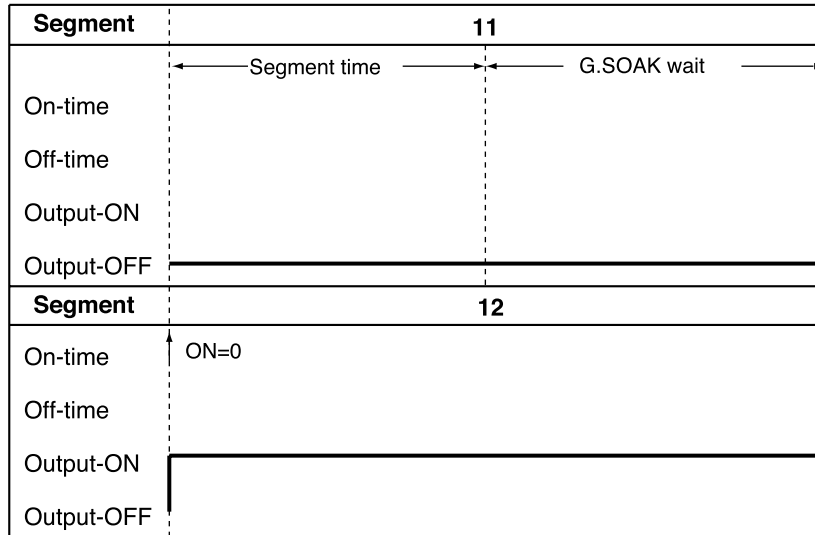 Segment 11
Segment time G.SOAK wait
On-time
Off-time
Output-ON
Output-OFF
Segment 12
On-time ON=0
Off-time
Output-ON
Output-OFF